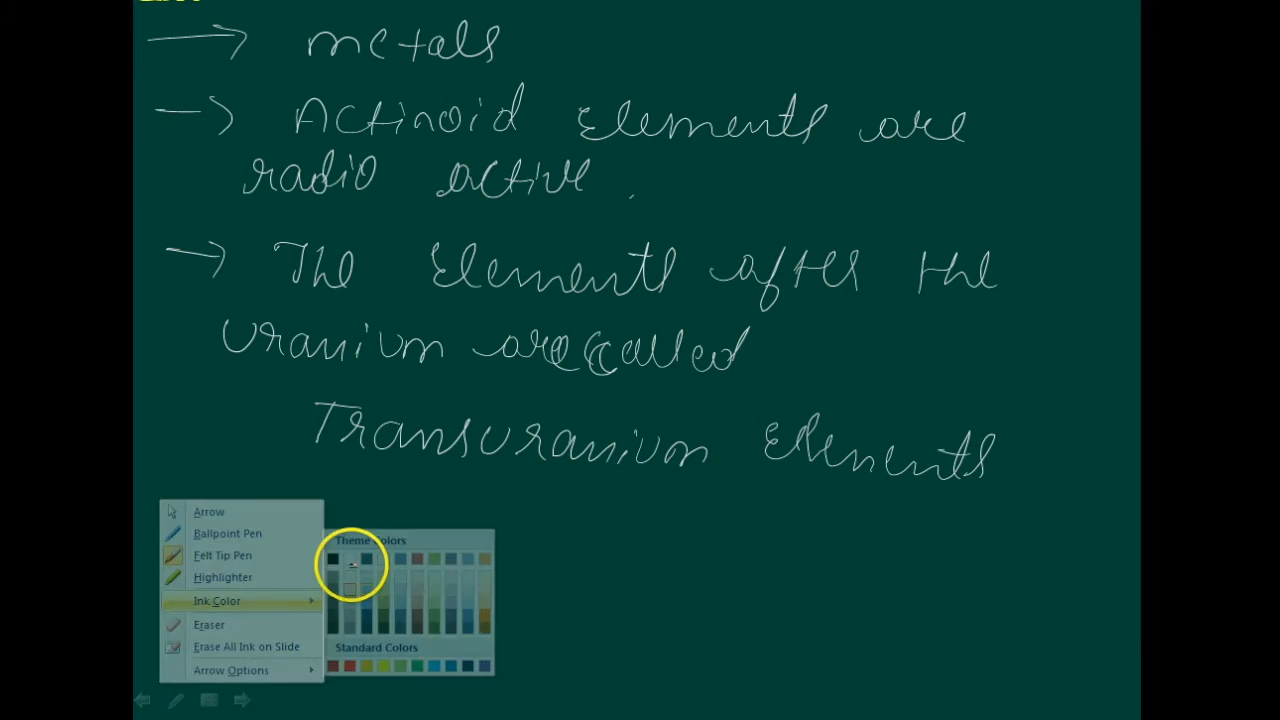 → metals
→ Actinoid Elements are
radio active.
→ The Elements after the
Uranium are called
Transuranium Elements
Arrow
Ballpoint Pen
Felt Tip Pen
Highlighter
Ink Color
Eraser
Erase All Ink on Slide
Arrow Options
Theme Colors
Standard Colors